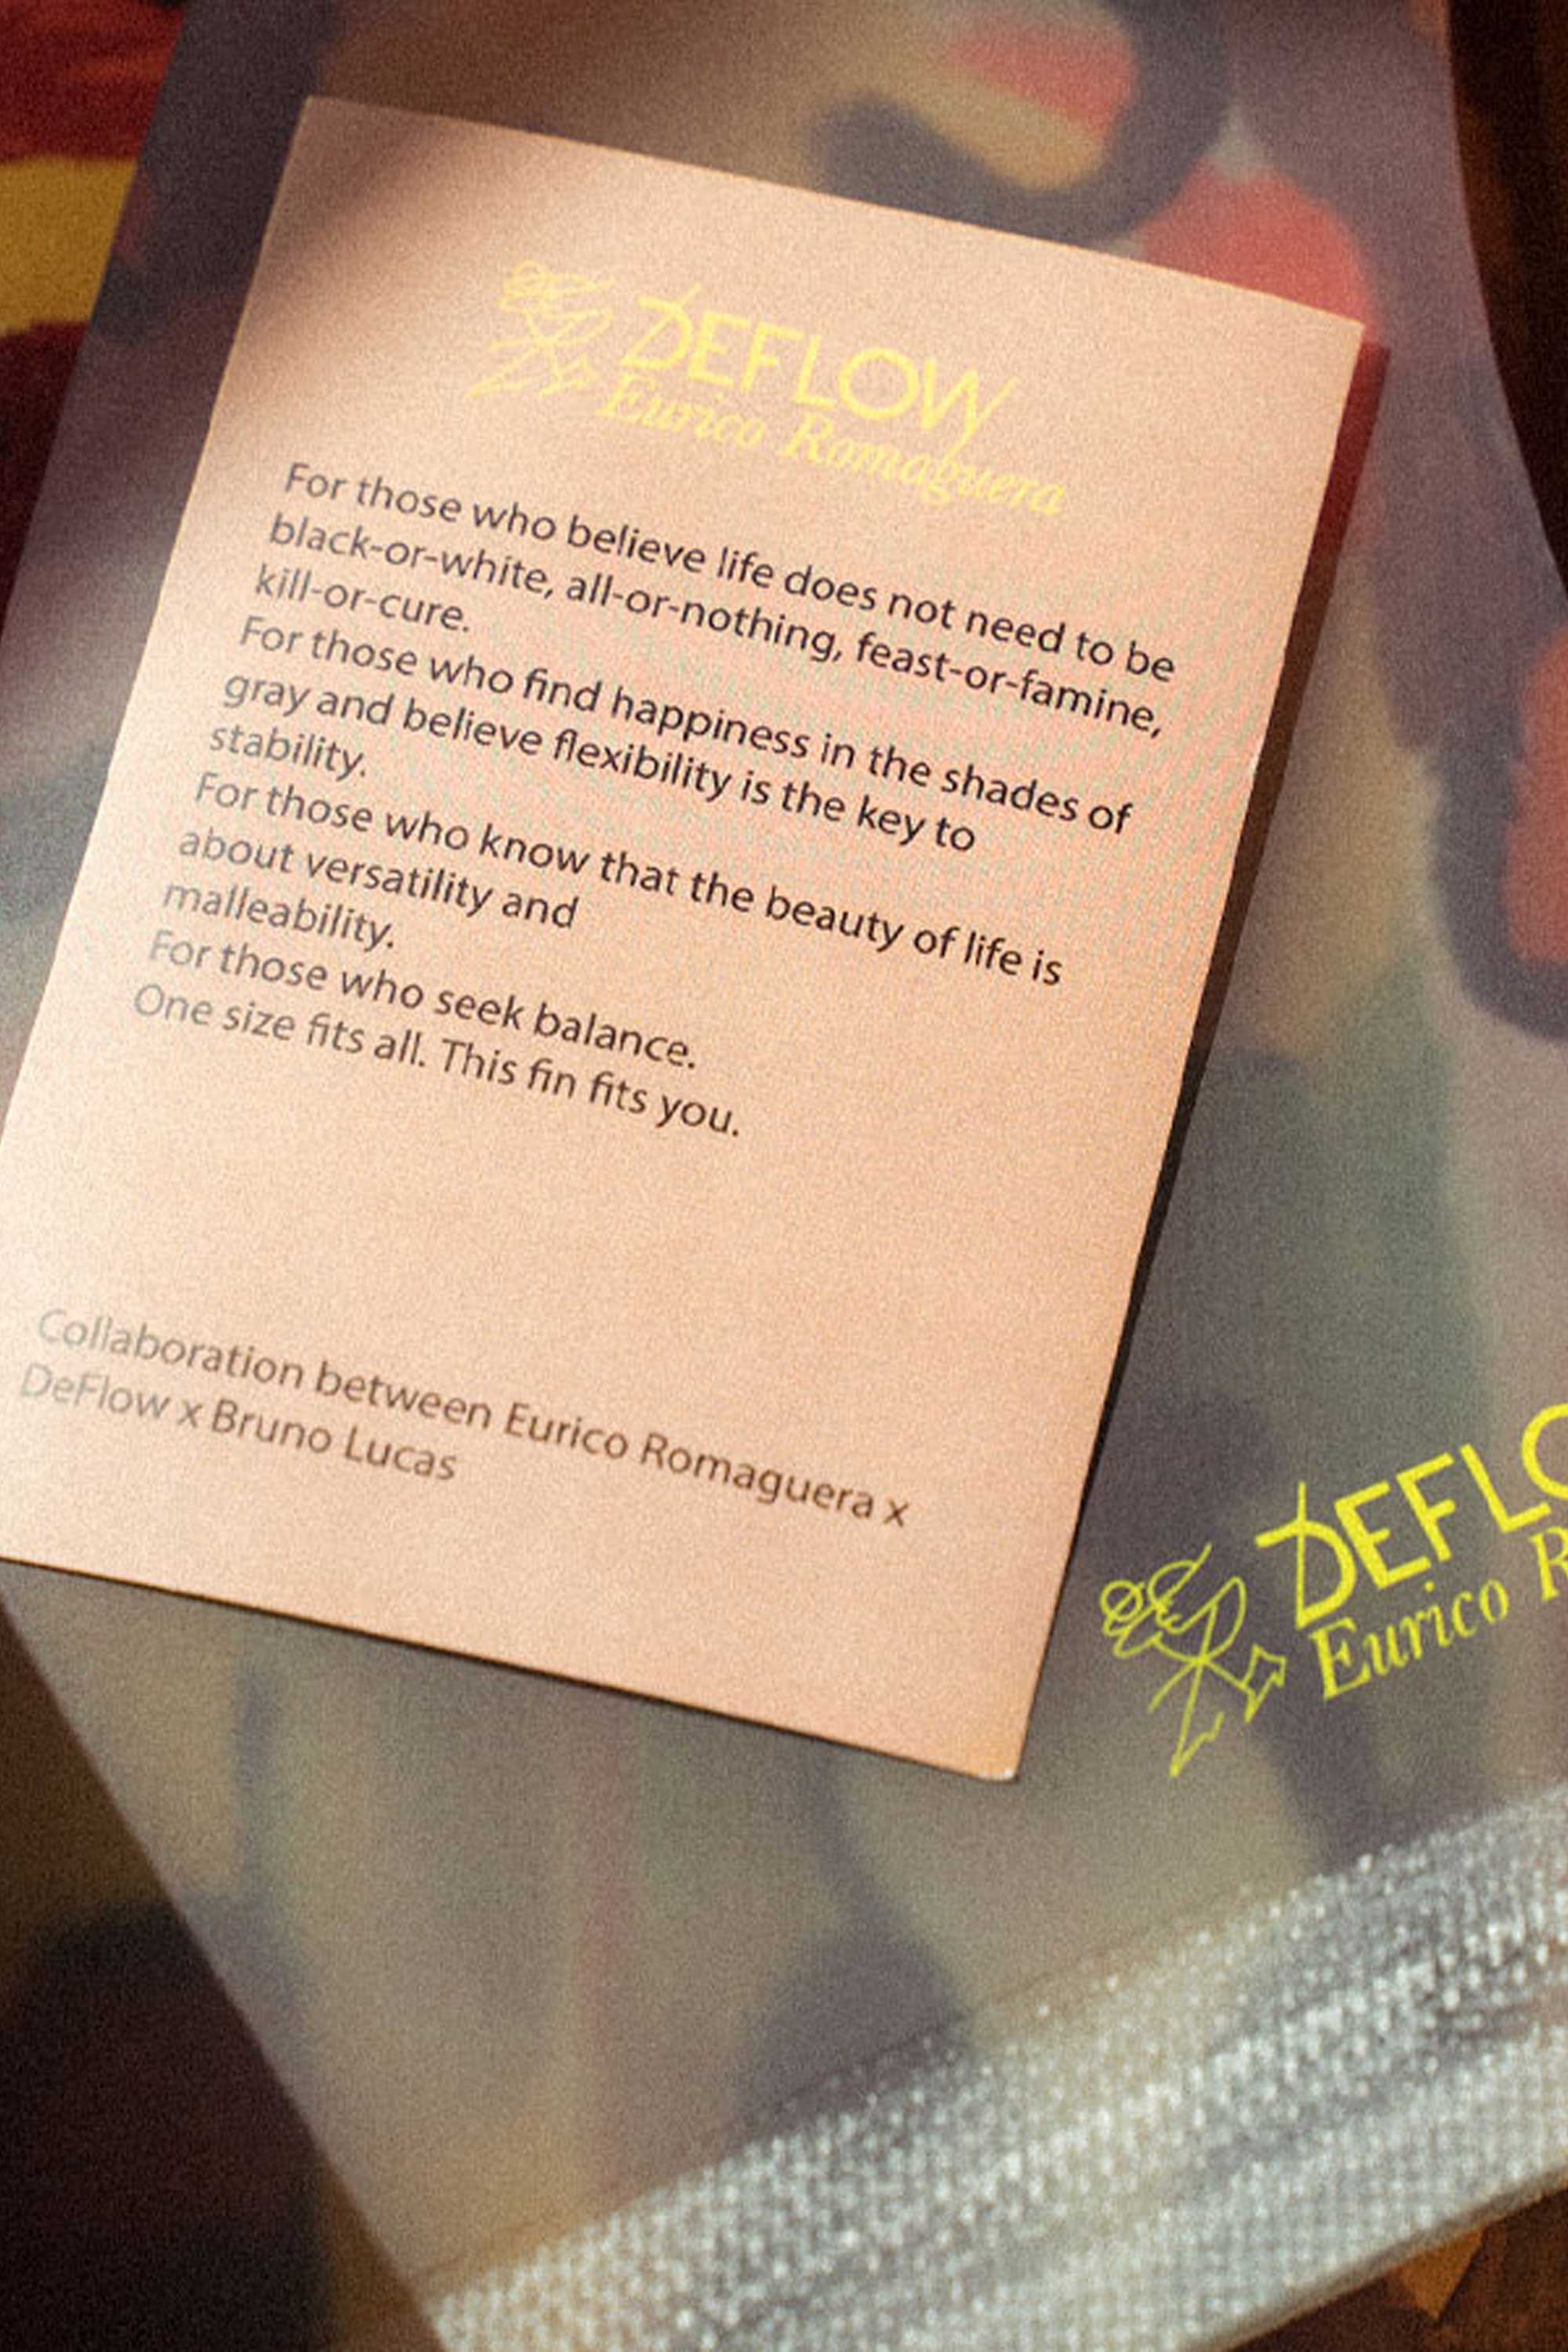 DEFLOW
Eurico Romaguera
For those who believe life does not need to be
black-or-white, all-or-nothing, feast-or-famine,
kill-or-cure.
For those who find happiness in the shades of
gray and believe flexibility is the key to
stability.
For those who know that the beauty of life is
about versatility and
malleability.
For those who seek balance.
One size fits all. This fin fits you.
Collaboration between Eurico Romaguera x
DeFlow x Bruno Lucas
DEFLO
Eurico R